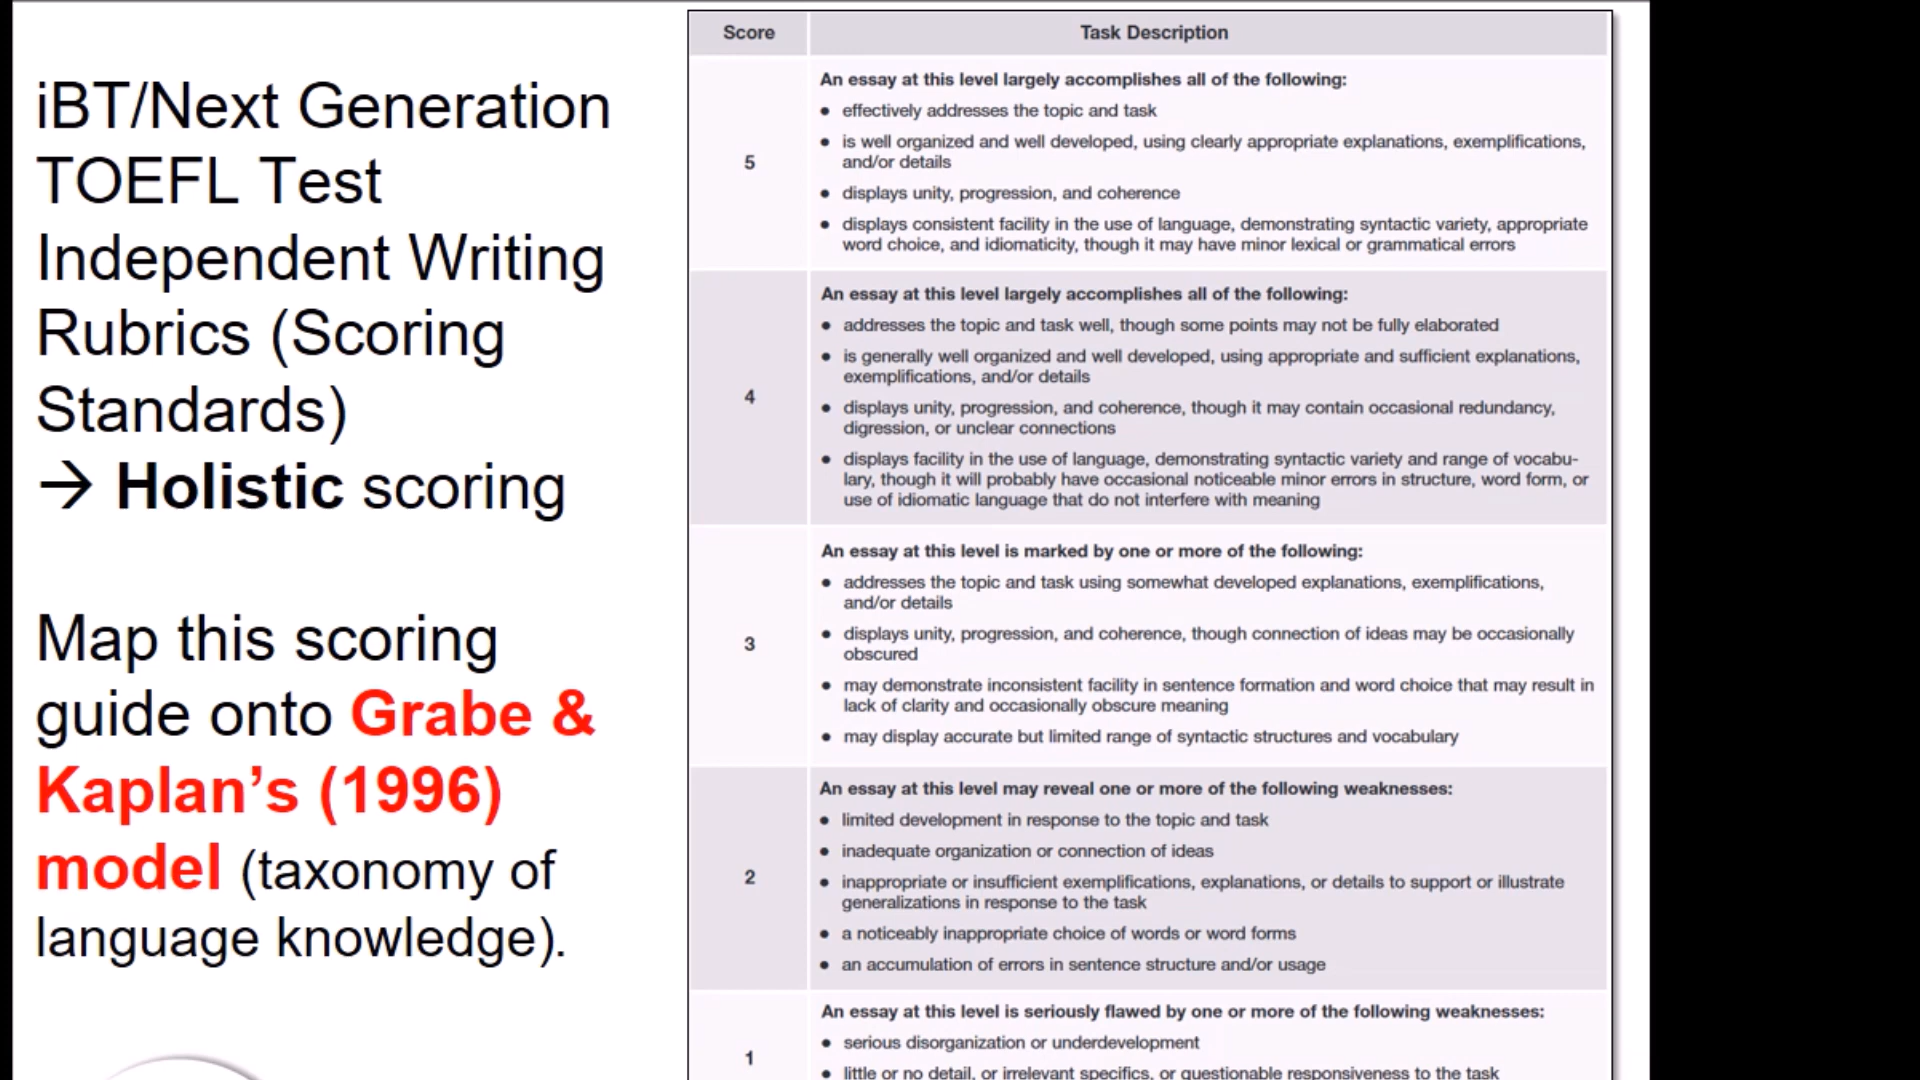 iBT/Next Generation
TOEFL Test
Independent Writing
Rubrics (Scoring
Standards)
→ Holistic scoring
Map this scoring
guide onto Grabe &
Kaplan's (1996)
model (taxonomy of
language knowledge).
Score Task Description
5
An essay at this level largely accomplishes all of the following:
• effectively addresses the topic and task
• is well organized and well developed, using clearly appropriate explanations, exemplifications,
and/or details
• displays unity, progression, and coherence
• displays consistent facility in the use of language, demonstrating syntactic variety, appropriate
word choice, and idiomaticity, though it may have minor lexical or grammatical errors
4
An essay at this level largely accomplishes all of the following:
• addresses the topic and task well, though some points may not be fully elaborated
• is generally well organized and well developed, using appropriate and sufficient explanations,
exemplifications, and/or details
• displays unity, progression, and coherence, though it may contain occasional redundancy,
digression, or unclear connections
• displays facility in the use of language, demonstrating syntactic variety and range of vocabu-
lary, though it will probably have occasional noticeable minor errors in structure, word form, or
use of idiomatic language that do not interfere with meaning
3
An essay at this level is marked by one or more of the following:
• addresses the topic and task using somewhat developed explanations, exemplifications,
and/or details
• displays unity, progression, and coherence, though connection of ideas may be occasionally
obscured
• may demonstrate inconsistent facility in sentence formation and word choice that may result in
lack of clarity and occasionally obscure meaning
• may display accurate but limited range of syntactic structures and vocabulary
2
An essay at this level may reveal one or more of the following weaknesses:
• limited development in response to the topic and task
• inadequate organization or connection of ideas
• inappropriate or insufficient exemplifications, explanations, or details to support or illustrate
generalizations in response to the task
• a noticeably inappropriate choice of words or word forms
• an accumulation of errors in sentence structure and/or usage
1
An essay at this level is seriously flawed by one or more of the following weaknesses:
• serious disorganization or underdevelopment
• little or no detail, or irrelevant specifics, or questionable responsiveness to the task